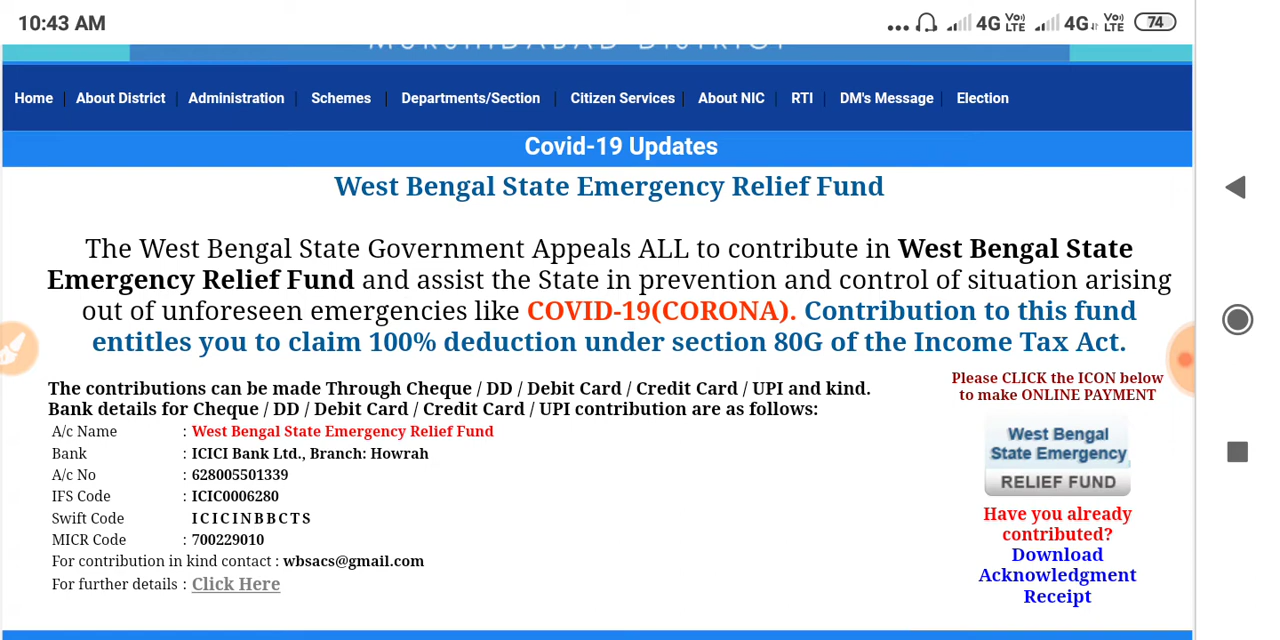 10:43 AM
4G Vo) LTE 4G Vo) LTE 74
MURSHIDABAD DISTRICT
Home About District Administration Schemes Departments/Section Citizen Services About NIC RTI DM's Message Election
Covid-19 Updates
West Bengal State Emergency Relief Fund
The West Bengal State Government Appeals ALL to contribute in West Bengal State
Emergency Relief Fund and assist the State in prevention and control of situation arising
out of unforeseen emergencies like COVID-19(CORONA). Contribution to this fund
entitles you to claim 100% deduction under section 80G of the Income Tax Act.
The contributions can be made Through Cheque / DD / Debit Card / Credit Card / UPI and kind.
Bank details for Cheque / DD / Debit Card / Credit Card / UPI contribution are as follows:
A/c Name : West Bengal State Emergency Relief Fund
Bank : ICICI Bank Ltd., Branch: Howrah
A/c No : 628005501339
IFS Code : ICIC0006280
Swift Code I C I C I N B B C T S
MICR Code : 700229010
For contribution in kind contact : wbsacs@gmail.com
For further details : Click Here
Please CLICK the ICON below
to make ONLINE PAYMENT
West Bengal
State Emergency
RELIEF FUND
Have you already
contributed?
Download
Acknowledgment
Receipt